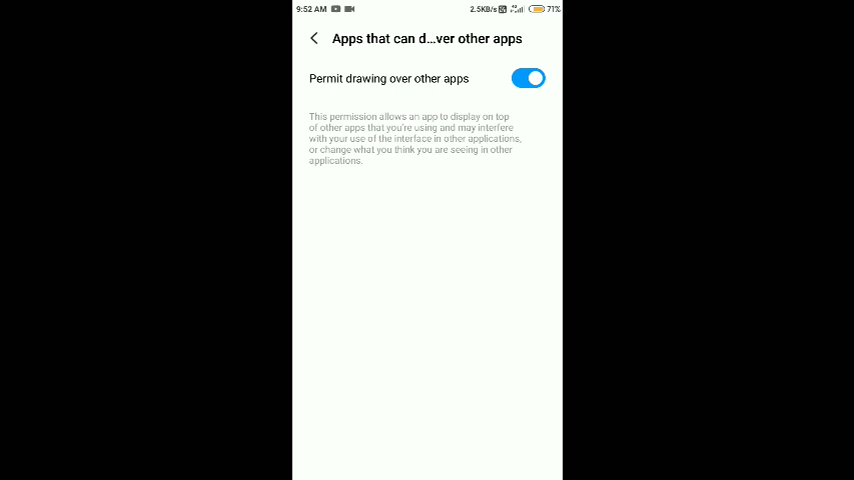 9:52 AM 2.5KB/s 71%
Apps that can d...ver other apps
Permit drawing over other apps
This permission allows an app to display on top
of other apps that you're using and may interfere
with your use of the interface in other applications,
or change what you think you are seeing in other
applications.